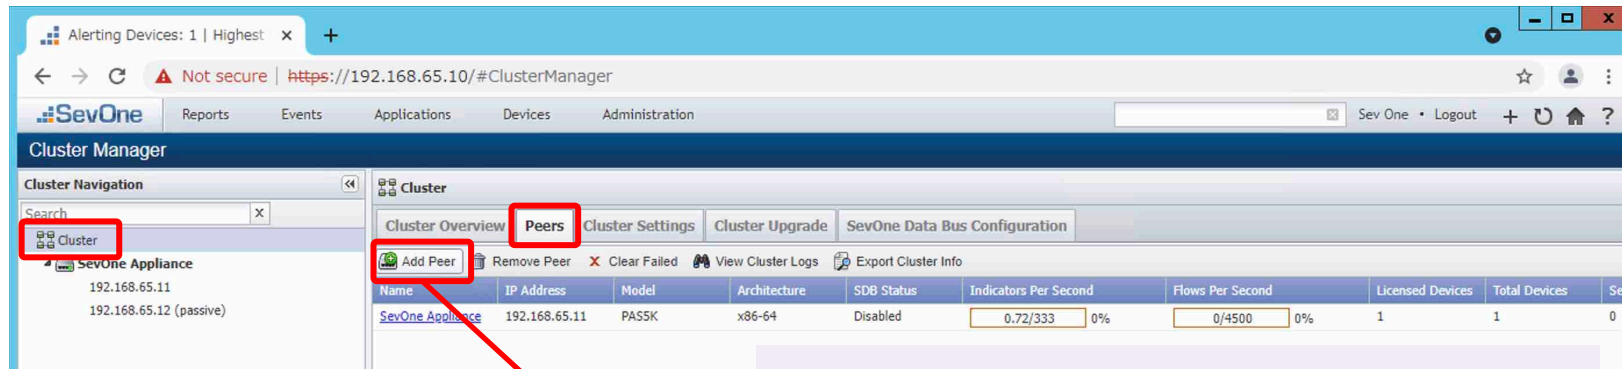 Alerting Devices: 1 | Highest
Not secure | https://192.168.65.10/#ClusterManager
SevOne Reports Events Applications Devices Administration Sev One • Logout
Cluster Manager
Cluster Navigation
Cluster
Search
Cluster Overview Peers Cluster Settings Cluster Upgrade SevOne Data Bus Configuration
Cluster
Add Peer Remove Peer X Clear Failed View Cluster Logs Export Cluster Info
SevOne Appliance
Name IP Address Model Architecture SDB Status Indicators Per Second Flows Per Second Licensed Devices Total Devices Se
192.168.65.11
SevOne Appliance 192.168.65.11 PAS5K x86-64 Disabled 0.72/333 0% 0/4500 0% 1 1 0
192.168.65.12 (passive)